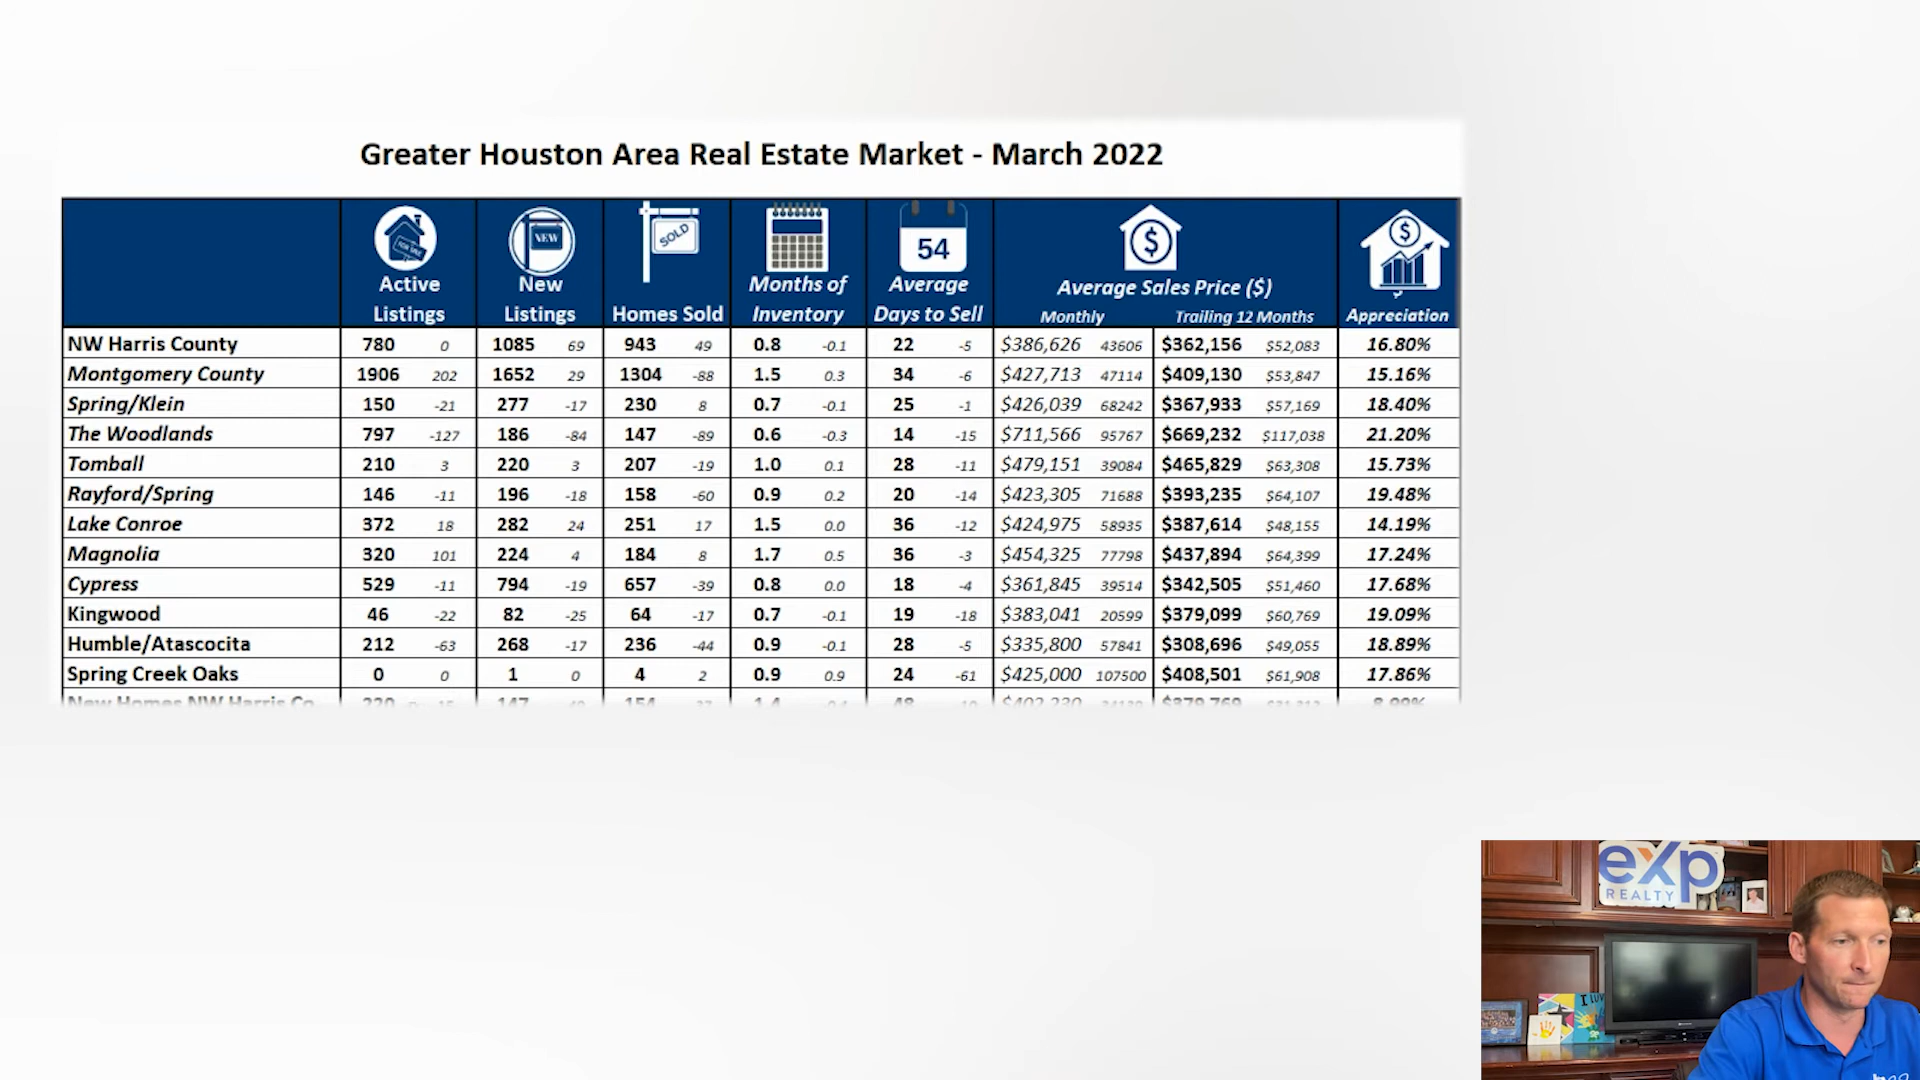 Greater Houston Area Real Estate Market - March 2022
Active Listings New Listings Homes Sold Months of Inventory Average Days to Sell Average Sales Price ($) Monthly Trailing 12 Months Appreciation
NEW SOLD 54 $ $
NW Harris County 780 0 1085 69 943 49 0.8 -0.1 22 -5 $386,626 43606 $362,156 $52,083 16.80%
Montgomery County 1906 202 1652 29 1304 -88 1.5 0.3 34 -6 $427,713 47114 $409,130 $53,847 15.16%
Spring/Klein 150 -21 277 -17 230 8 0.7 -0.1 25 -1 $426,039 68242 $367,933 $57,169 18.40%
The Woodlands 797 -127 186 -84 147 -89 0.6 -0.3 14 -15 $711,566 95767 $669,232 $117,038 21.20%
Tomball 210 3 220 3 207 -19 1.0 0.1 28 -11 $479,151 39084 $465,829 $63,308 15.73%
Rayford/Spring 146 -11 196 -18 158 -60 0.9 0.2 20 -14 $423,305 71688 $393,235 $64,107 19.48%
Lake Conroe 372 18 282 24 251 17 1.5 0.0 36 -12 $424,975 58935 $387,614 $48,155 14.19%
Magnolia 320 101 224 4 184 8 1.7 0.5 36 -3 $454,325 77798 $437,894 $64,399 17.24%
Cypress 529 -11 794 -19 657 -39 0.8 0.0 18 -4 $361,845 39514 $342,505 $51,460 17.68%
Kingwood 46 -22 82 -25 64 -17 0.7 -0.1 19 -18 $383,041 20599 $379,099 $60,769 19.09%
Humble/Atascocita 212 -63 268 -17 236 -44 0.9 -0.1 28 -5 $335,800 57841 $308,696 $49,055 18.89%
Spring Creek Oaks 0 0 1 0 4 2 0.9 0.9 24 -61 $425,000 107500 $408,501 $61,908 17.86%
New Homes NW Harris Co
eXp
REALTY
I LUV